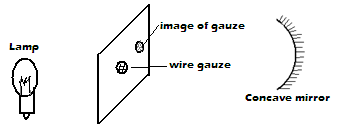 image of gauze
Lamp
wire gauze
Concave mirror